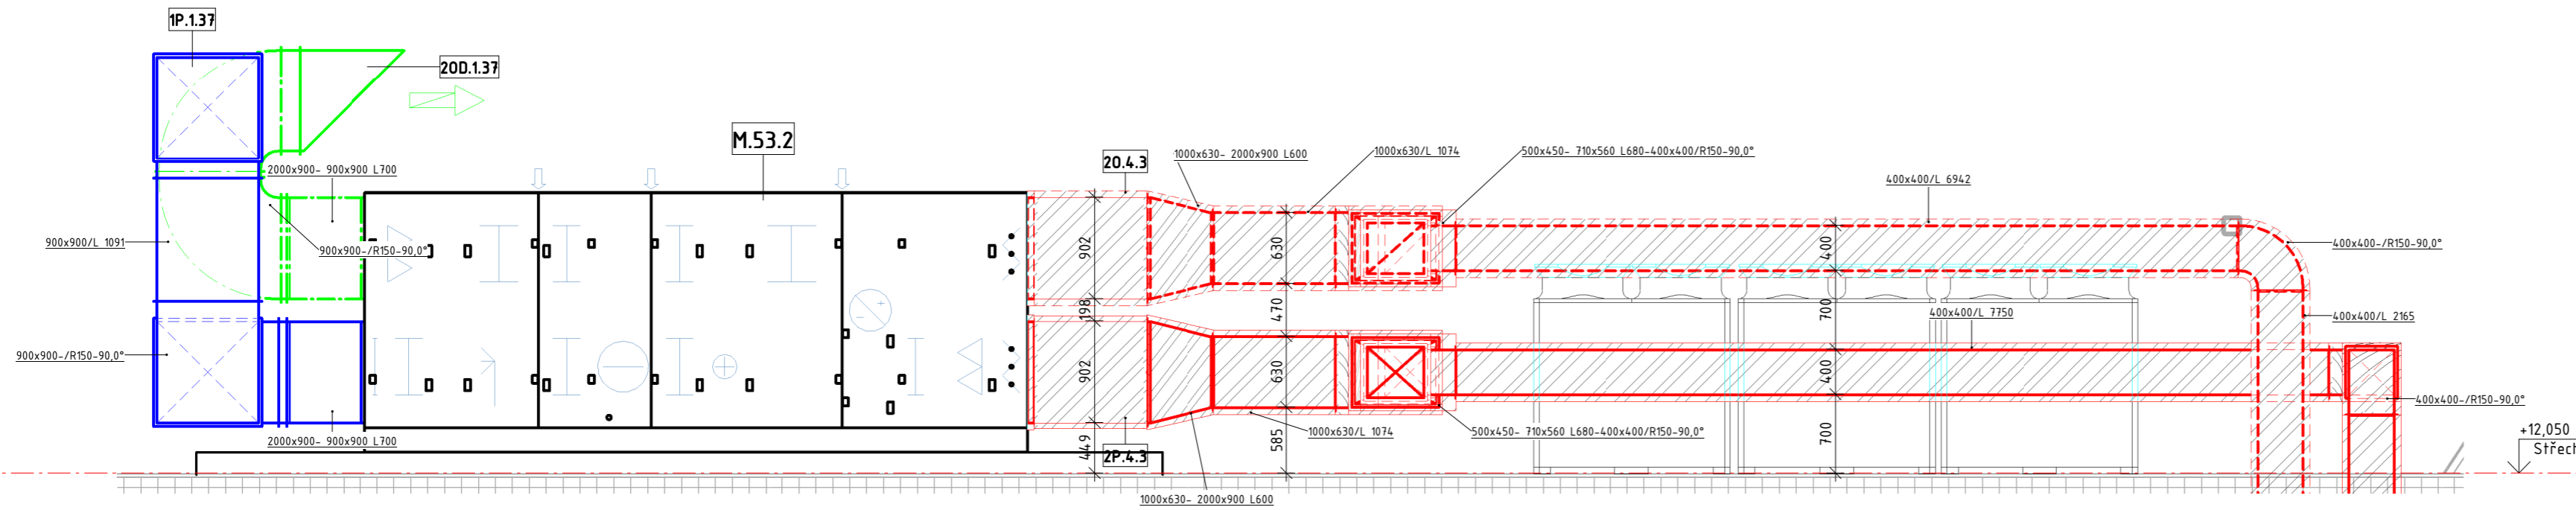 1P.1.37
2OD.1.37
M.53.2
2000x900- 900x900 L700
900x900/L 1091
900x900-/R150-90,0°
900x900-/R150-90,0°
2000x900- 900x900 L700
2O.4.3
1000x630- 2000x900 L600
1000x630/L 1074
500x450- 710x560 L680-400x400/R150-90,0°
400x400/L 6942
400x400-/R150-90,0°
902
630
400
198
470
700
400x400/L 7750
400x400/L 2165
902
630
400
400x400-/R150-90,0°
1000x630/L 1074
500x450- 710x560 L680-400x400/R150-90,0°
449
585
700
2P.4.3
1000x630- 2000x900 L600
+12,050
Střech